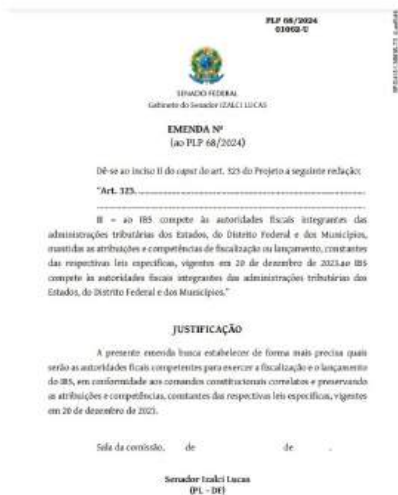 PLP 68/2024
01002-U
SENADO FEDERAL
Gabinete do Senador IZALCI LUCAS
EMENDA Nº
(ao PLP 68/2024)
Dê-se ao inciso II do caput do art. 323 do Projeto a seguinte redação:
"Art. 323.
II – ao IBS compete às autoridades fiscais integrantes das
administrações tributárias dos Estados, do Distrito Federal e dos Municípios,
mantidas as atribuições e competências de fiscalização ou lançamento, constantes
das respectivas leis específicas, vigentes em 20 de dezembro de 2023.ao IBS
compete às autoridades fiscais integrantes das administrações tributárias dos
Estados, do Distrito Federal e dos Municípios."
JUSTIFICAÇÃO
A presente emenda busca estabelecer de forma mais precisa quais
serão as autoridades ficais competentes para exercer a fiscalização e o lançamento
do IBS, em conformidade aos comandos constitucionais correlatos e preservando
as atribuições e competências, constantes das respectivas leis específicas, vigentes
em 20 de dezembro de 2023.
Sala da comissão, de de .
Senador Izalci Lucas
(PL - DF)